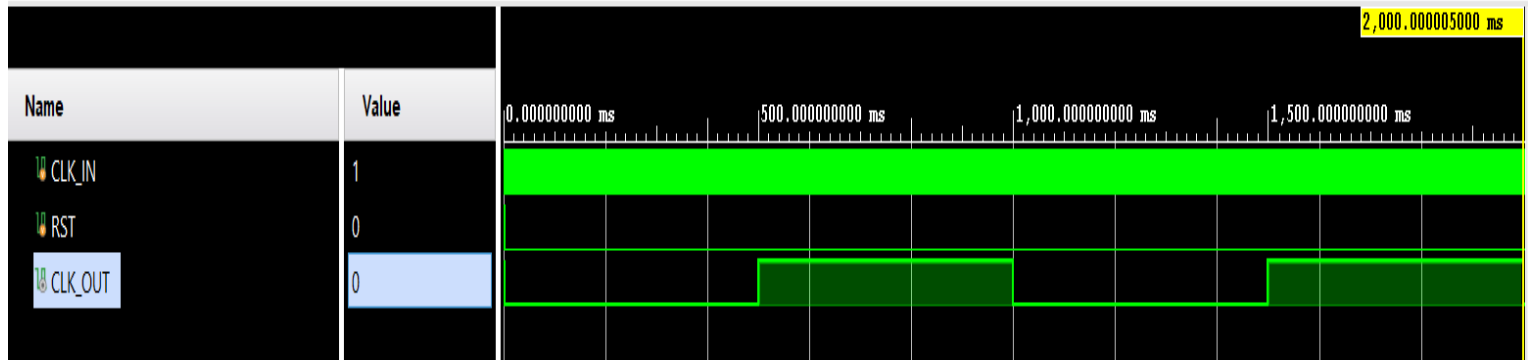 2,000.000005000 ms
Name Value 0.000000000 ms 500.000000000 ms 1,000.000000000 ms 1,500.000000000 ms
CLK_IN 1
RST 0
CLK_OUT 0